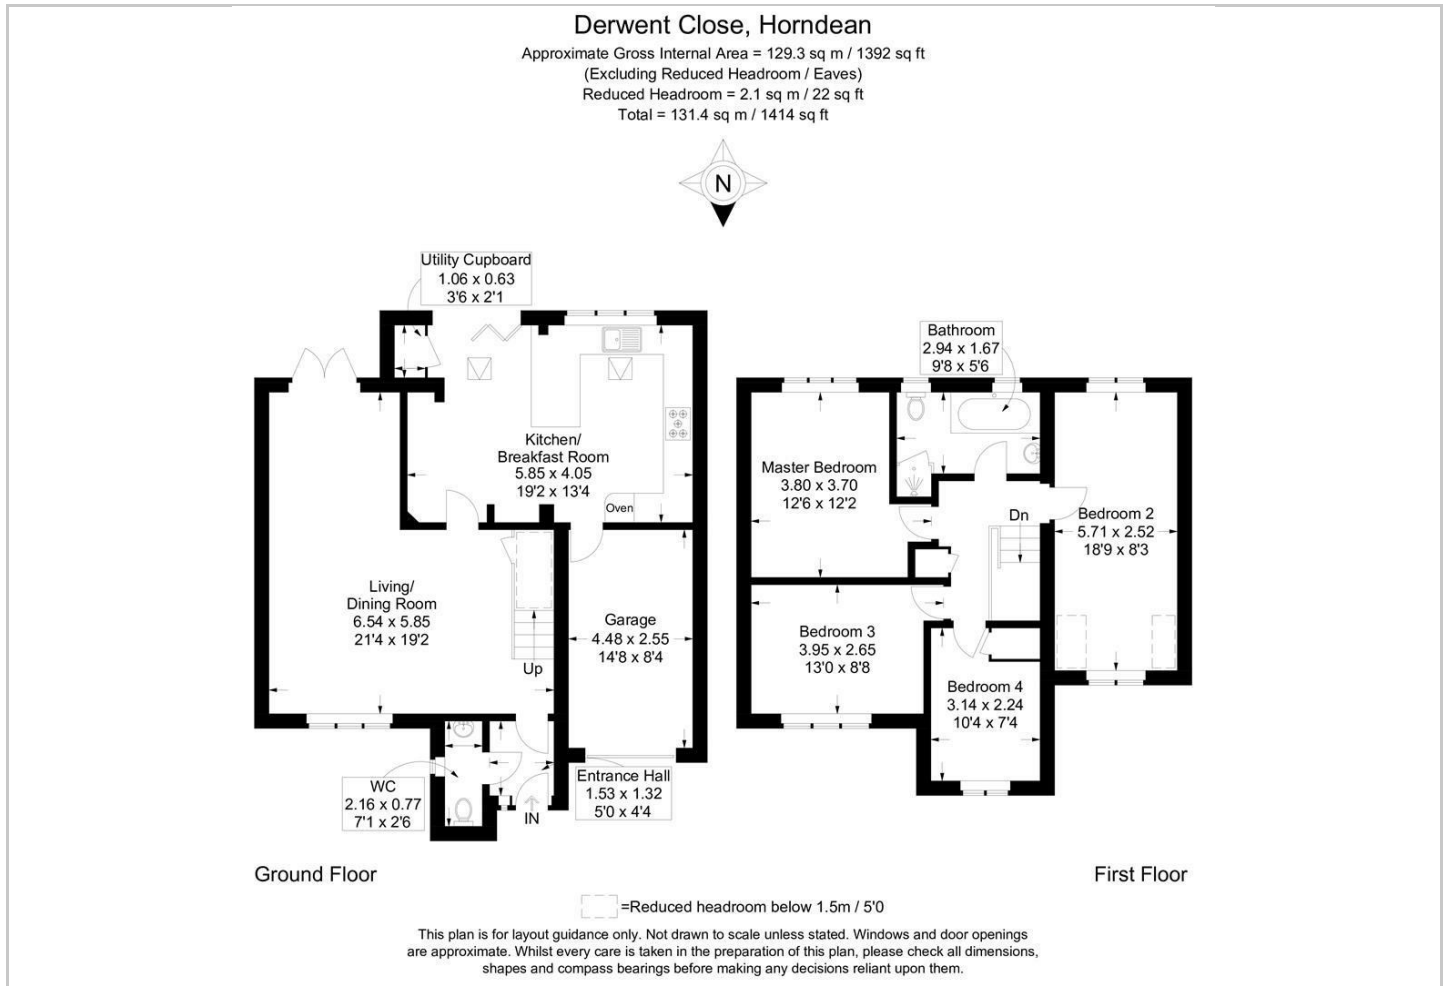 Derwent Close, Horndean
Approximate Gross Internal Area = 129.3 sq m / 1392 sq ft
(Excluding Reduced Headroom / Eaves)
Reduced Headroom = 2.1 sq m / 22 sq ft
Total = 131.4 sq m / 1414 sq ft
N
Utility Cupboard
1.06 x 0.63
3'6 x 2'1
Kitchen/
Breakfast Room
5.85 x 4.05
19'2 x 13'4
Oven
Living/
Dining Room
6.54 x 5.85
21'4 x 19'2
Up
Garage
4.48 x 2.55
14'8 x 8'4
WC
2.16 x 0.77
7'1 x 2'6
IN
Entrance Hall
1.53 x 1.32
5'0 x 4'4
Ground Floor
Bathroom
2.94 x 1.67
9'8 x 5'6
Master Bedroom
3.80 x 3.70
12'6 x 12'2
Dn
Bedroom 2
5.71 x 2.52
18'9 x 8'3
Bedroom 3
3.95 x 2.65
13'0 x 8'8
Bedroom 4
3.14 x 2.24
10'4 x 7'4
First Floor
=Reduced headroom below 1.5m / 5'0
This plan is for layout guidance only. Not drawn to scale unless stated. Windows and door openings
are approximate. Whilst every care is taken in the preparation of this plan, please check all dimensions,
shapes and compass bearings before making any decisions reliant upon them.